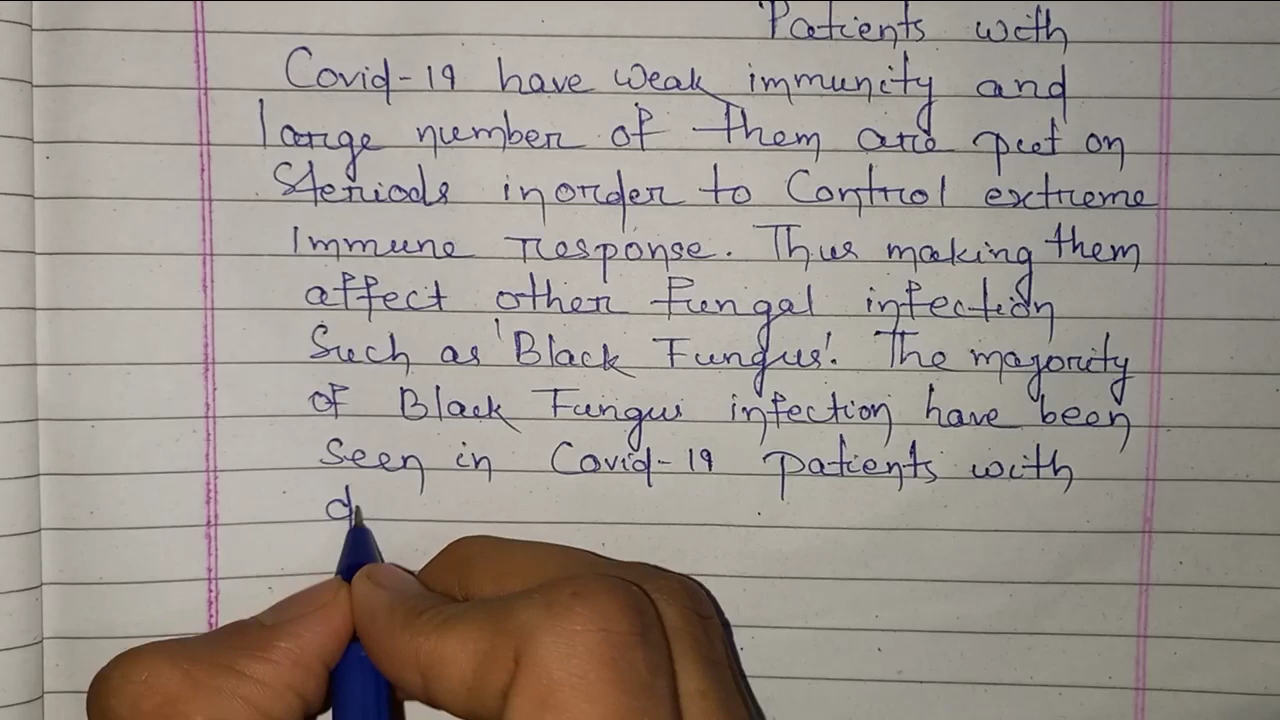 Patients with
Covid-19 have weak immunity and
large number of them are put on
Steriods inorder to Control extreme
Immune Response. Thus making them
affect other fungal infection
Such as 'Black Fungus'. The majority
of Black Fungus infection have been
Seen in Covid-19 patients with
d